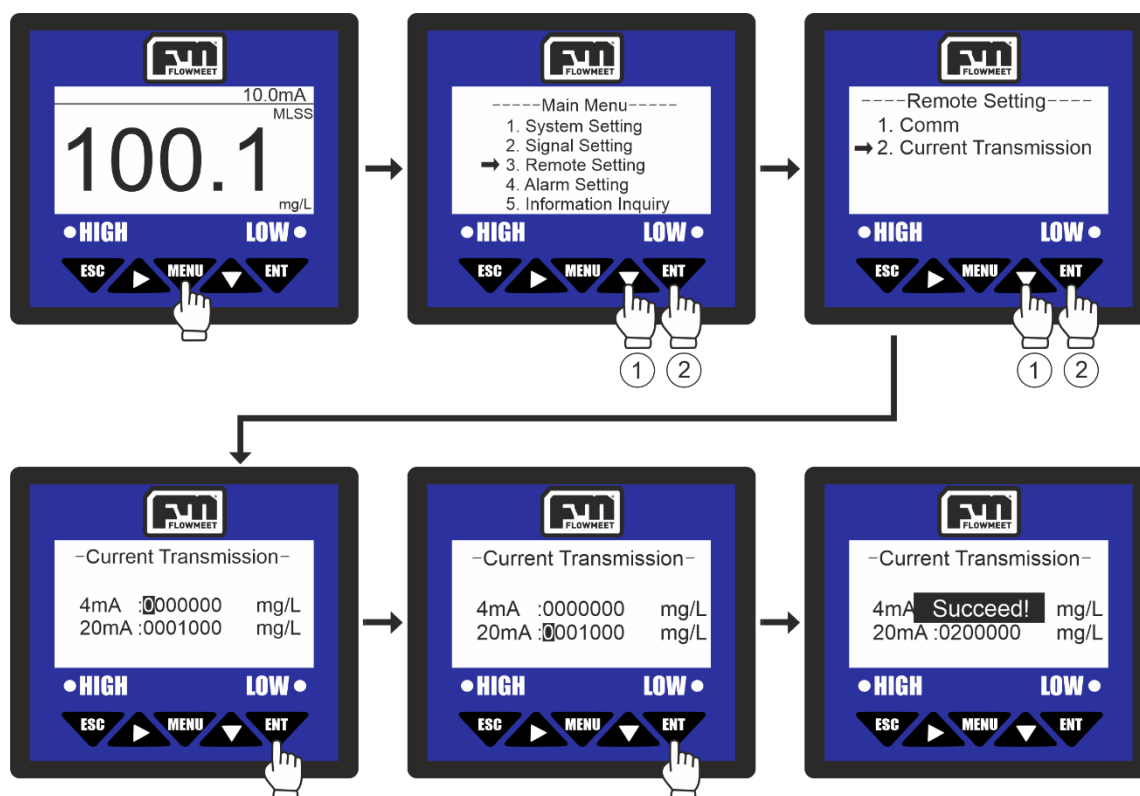 FLOWMEET
10.0mA
MLSS
100.1
mg/L
HIGH LOW
ESC MENU ENT
FLOWMEET
-----Main Menu-----
1. System Setting
2. Signal Setting
➡ 3. Remote Setting
4. Alarm Setting
5. Information Inquiry
HIGH LOW
ESC MENU ENT
1 2
FLOWMEET
----Remote Setting----
1. Comm
➡ 2. Current Transmission
HIGH LOW
ESC MENU ENT
1 2
FLOWMEET
-Current Transmission-
4mA :0000000 mg/L
20mA :0001000 mg/L
HIGH LOW
ESC MENU ENT
FLOWMEET
-Current Transmission-
4mA :0000000 mg/L
20mA :0001000 mg/L
HIGH LOW
ESC MENU ENT
FLOWMEET
-Current Transmission-
4mA Succeed! mg/L
20mA :0200000 mg/L
HIGH LOW
ESC MENU ENT